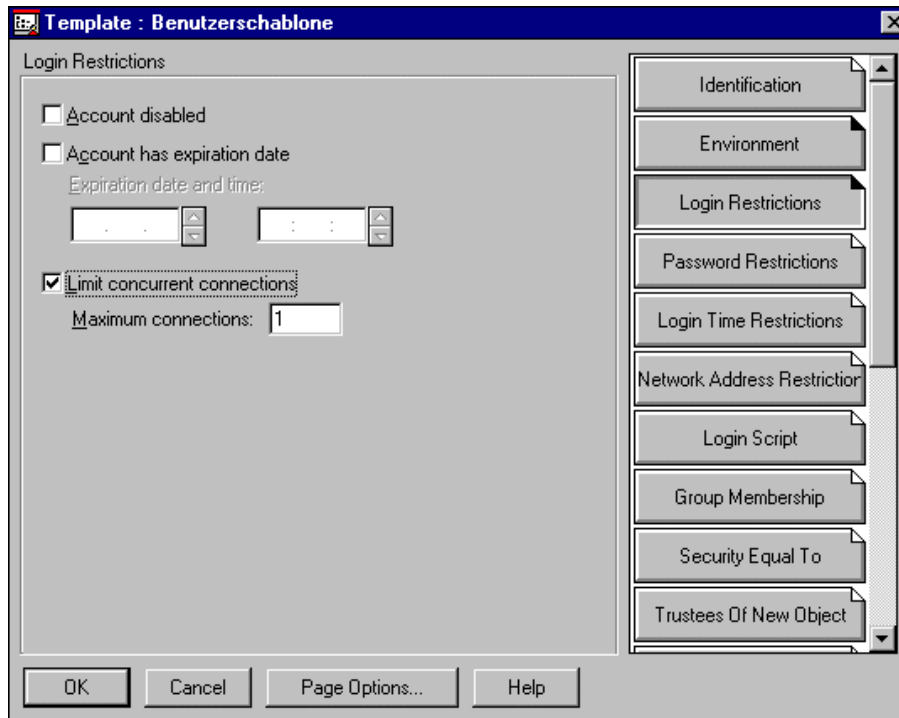 Template : Benutzerschablone
Login Restrictions
Account disabled
Account has expiration date
Expiration date and time:
. .
: :
Limit concurrent connections
Maximum connections: 1
Identification
Environment
Login Restrictions
Password Restrictions
Login Time Restrictions
Network Address Restriction
Login Script
Group Membership
Security Equal To
Trustees Of New Object
OK Cancel Page Options... Help